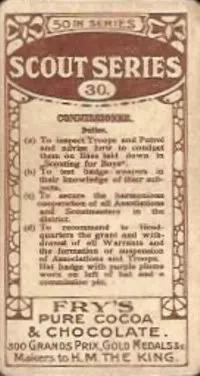 50 IN SERIES
SCOUT SERIES
30.
COMMISSIONER.
Duties.
(a) To inspect Troops and Patrol
and advise how to conduct
them on lines laid down in
"Scouting for Boys".
(b) To test badge wearers in
their knowledge of their sub-
jects.
(c) To secure the harmonious
cooperation of all Associations
and Scoutmasters in the
district.
(d) To recommend to Head-
quarters the grant and with-
drawal of all Warrants and
the formation or suspension
of Associations and Troops.
Hat badge with purple plume
worn on left of hat and a
commission pin.
FRY'S
PURE COCOA
& CHOCOLATE.
300 GRANDS PRIX, GOLD MEDALS &c
Makers to H.M. THE KING.